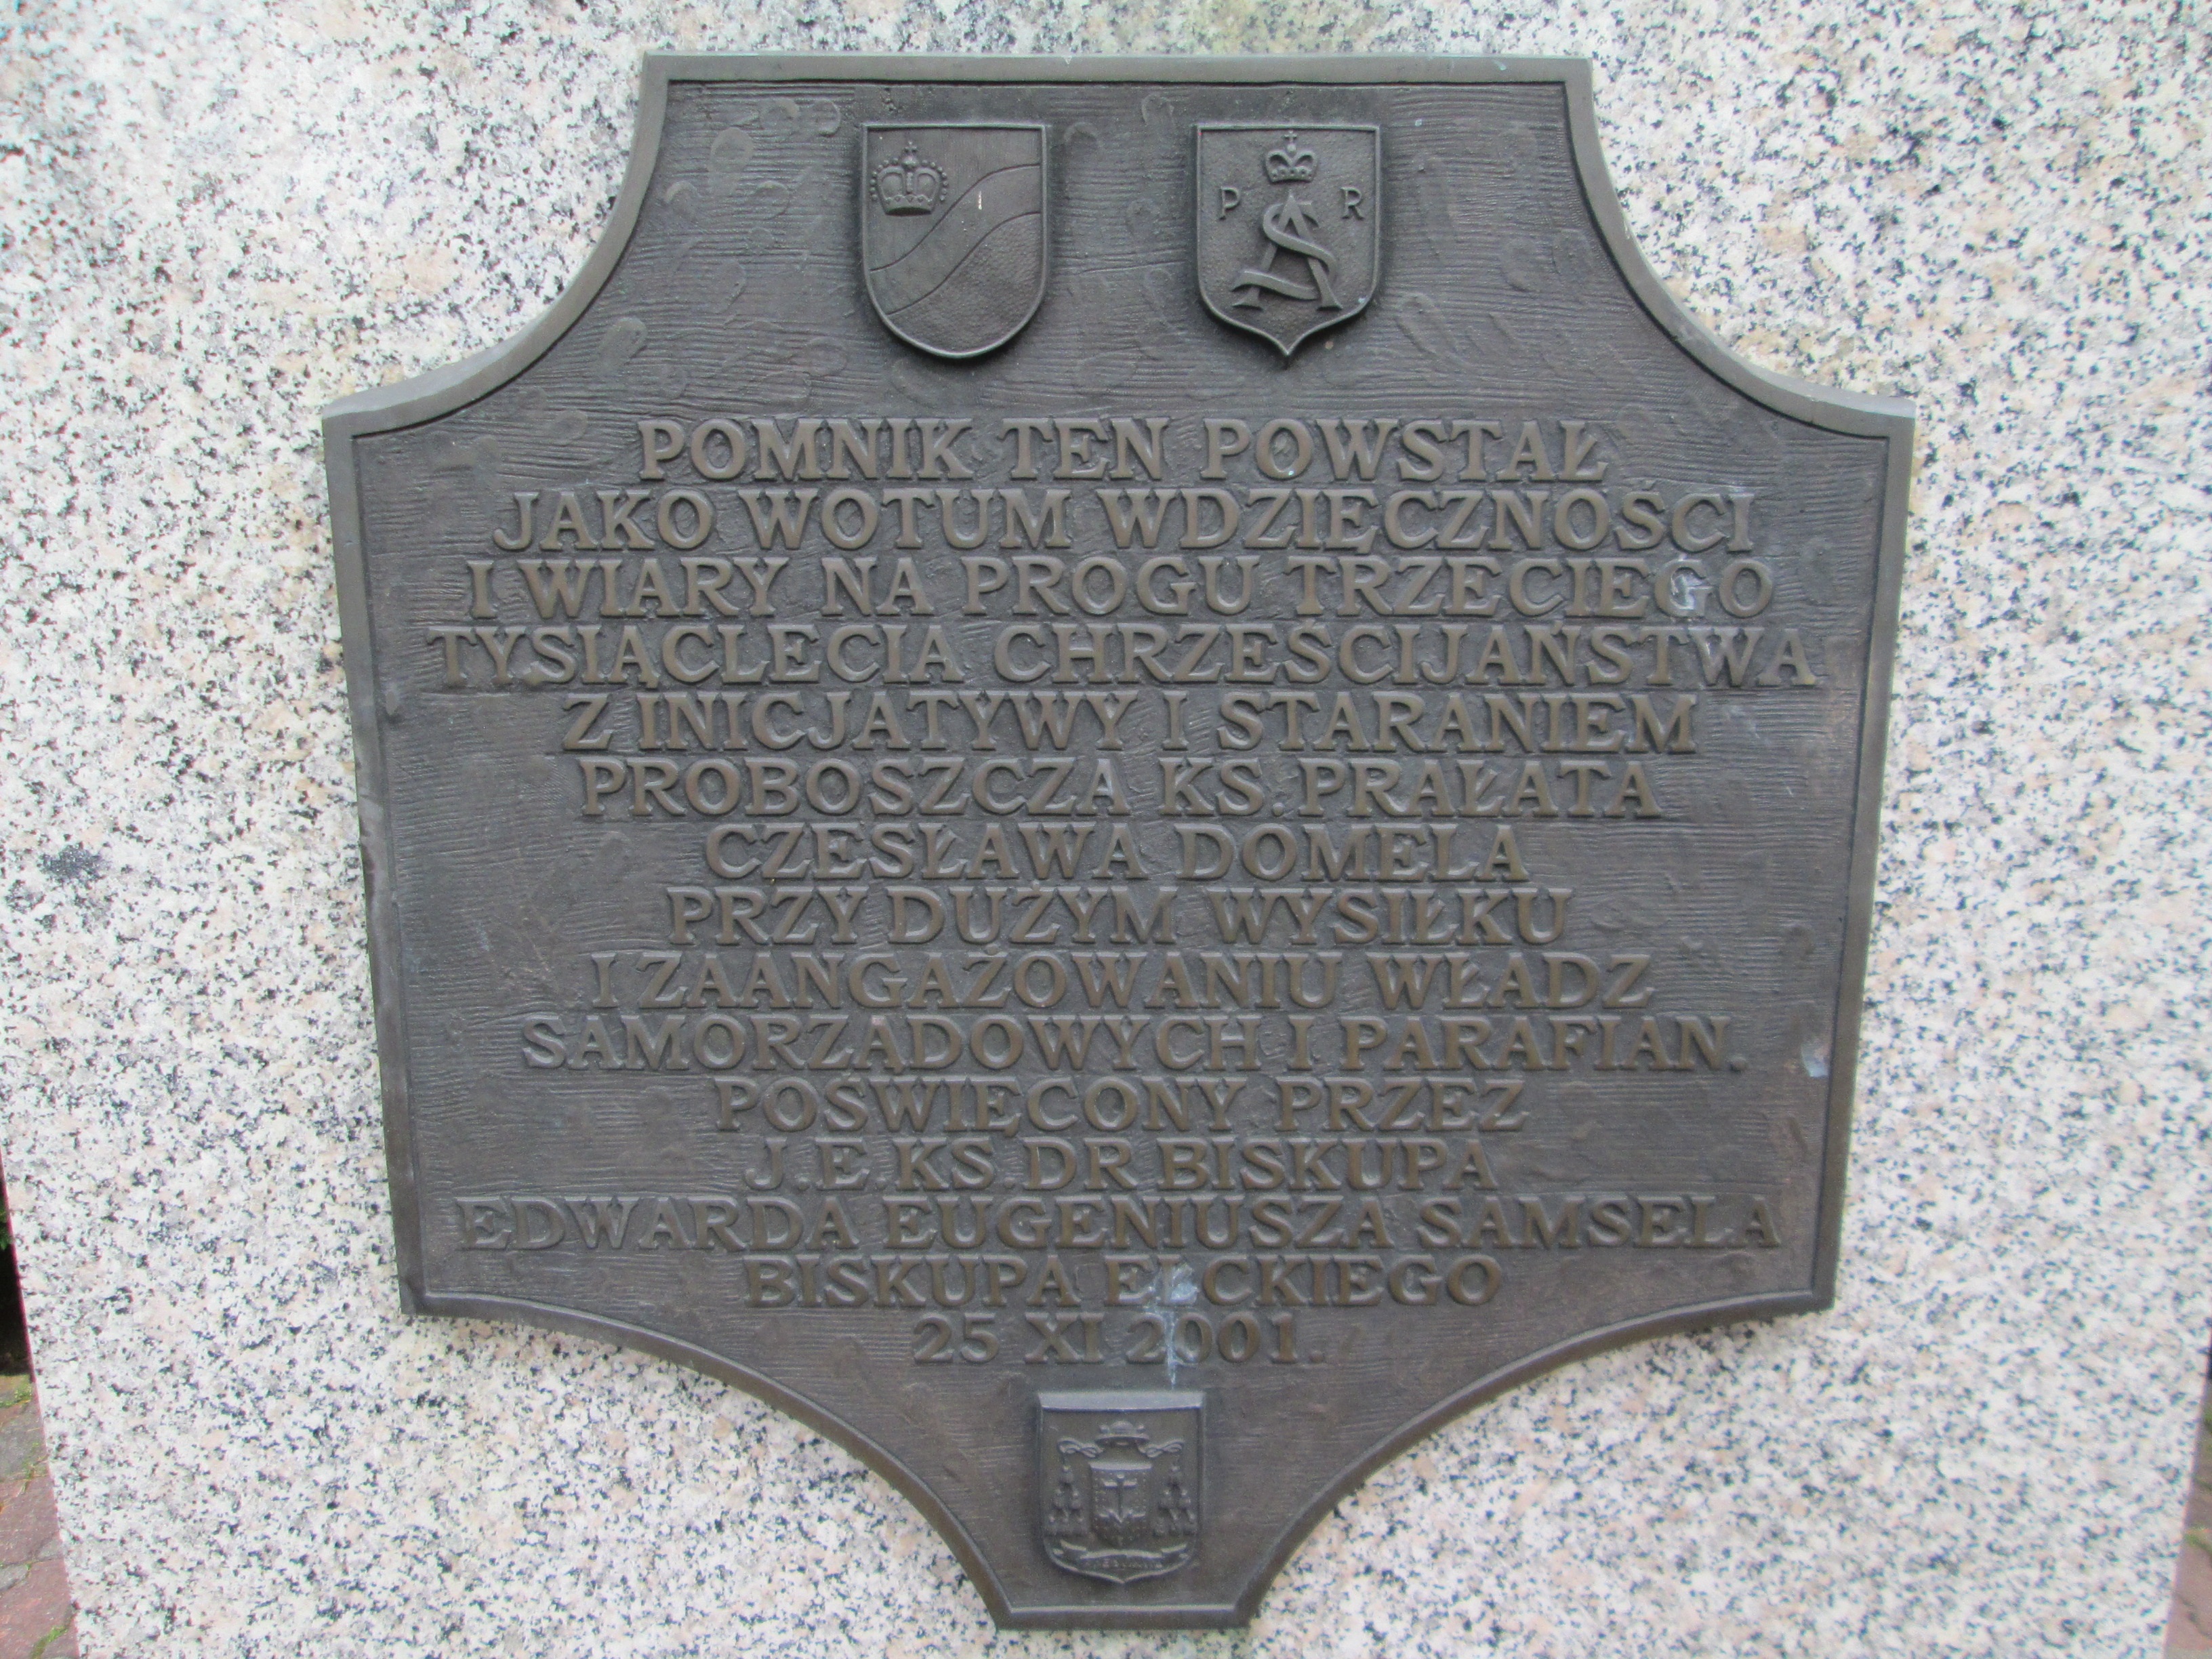 P R
POMNIK TEN POWSTAŁ
JAKO WOTUM WDZIĘCZNOŚCI
I WIARY NA PROGU TRZECIEGO
TYSIĄCLECIA CHRZEŚCIJAŃSTWA
Z INICJATYWY I STARANIEM
PROBOSZCZA KS. PRAŁATA
CZESŁAWA DOMELA
PRZY DUŻYM WYSIŁKU
I ZAANGAŻOWANIU WŁADZ
SAMORZĄDOWYCH I PARAFIAN.
POŚWIĘCONY PRZEZ
J.E. KS. DR BISKUPA
EDWARDA EUGENIUSZA SAMSELA
BISKUPA EŁCKIEGO
25 XI 2001.